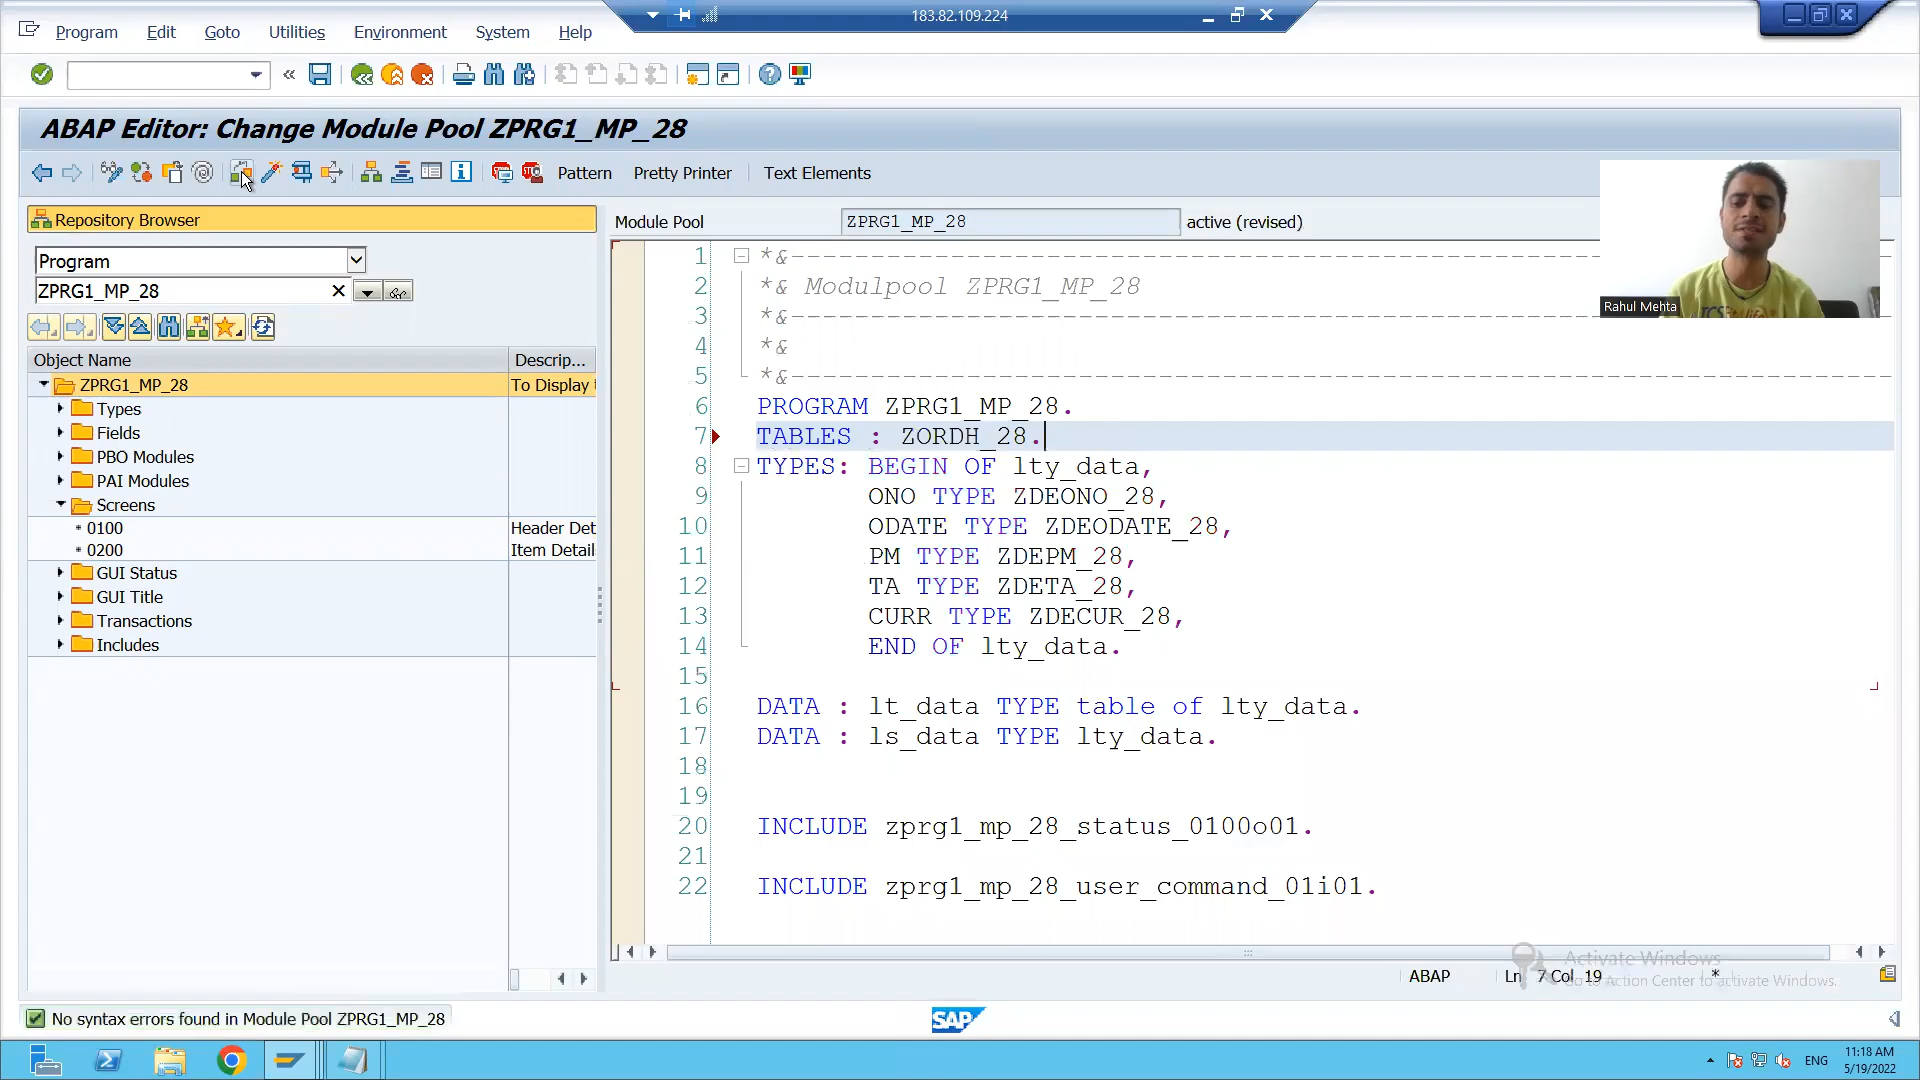 183.82.109.224
Program Edit Goto Utilities Environment System Help
ABAP Editor: Change Module Pool ZPRG1_MP_28
Pattern Pretty Printer Text Elements
Repository Browser
Module Pool ZPRG1_MP_28 active (revised)
Program
ZPRG1_MP_28
Object Name Descrip...
ZPRG1_MP_28 To Display
Types
Fields
PBO Modules
PAI Modules
Screens
0100 Header Det
0200 Item Detail
GUI Status
GUI Title
Transactions
Includes
1 *&---------------------------------------------------------------------
2 *& Modulpool ZPRG1_MP_28
3 *&---------------------------------------------------------------------
4 *&
5 *&---------------------------------------------------------------------
6 PROGRAM ZPRG1_MP_28.
7 TABLES : ZORDH_28.
8 TYPES: BEGIN OF lty_data,
9 ONO TYPE ZDEONO_28,
10 ODATE TYPE ZDEODATE_28,
11 PM TYPE ZDEPM_28,
12 TA TYPE ZDETA_28,
13 CURR TYPE ZDECUR_28,
14 END OF lty_data.
15
16 DATA : lt_data TYPE table of lty_data.
17 DATA : ls_data TYPE lty_data.
18
19
20 INCLUDE zprg1_mp_28_status_0100o01.
21
22 INCLUDE zprg1_mp_28_user_command_01i01.
Rahul Mehta
Activate Windows
Go to Action Center to activate Windows.
ABAP Ln 7 Col 19 *
No syntax errors found in Module Pool ZPRG1_MP_28
SAP
ENG
11:18 AM
5/19/2022